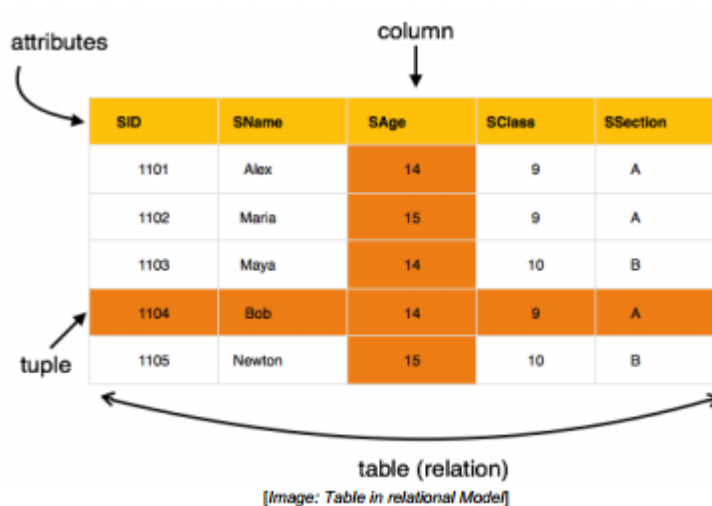 column
attributes
SID SName SAge SClass SSection
1101 Alex 14 9 A
1102 Maria 15 9 A
1103 Maya 14 10 B
1104 Bob 14 9 A
tuple
1105 Newton 15 10 B
table (relation)
[Image: Table in relational Model]